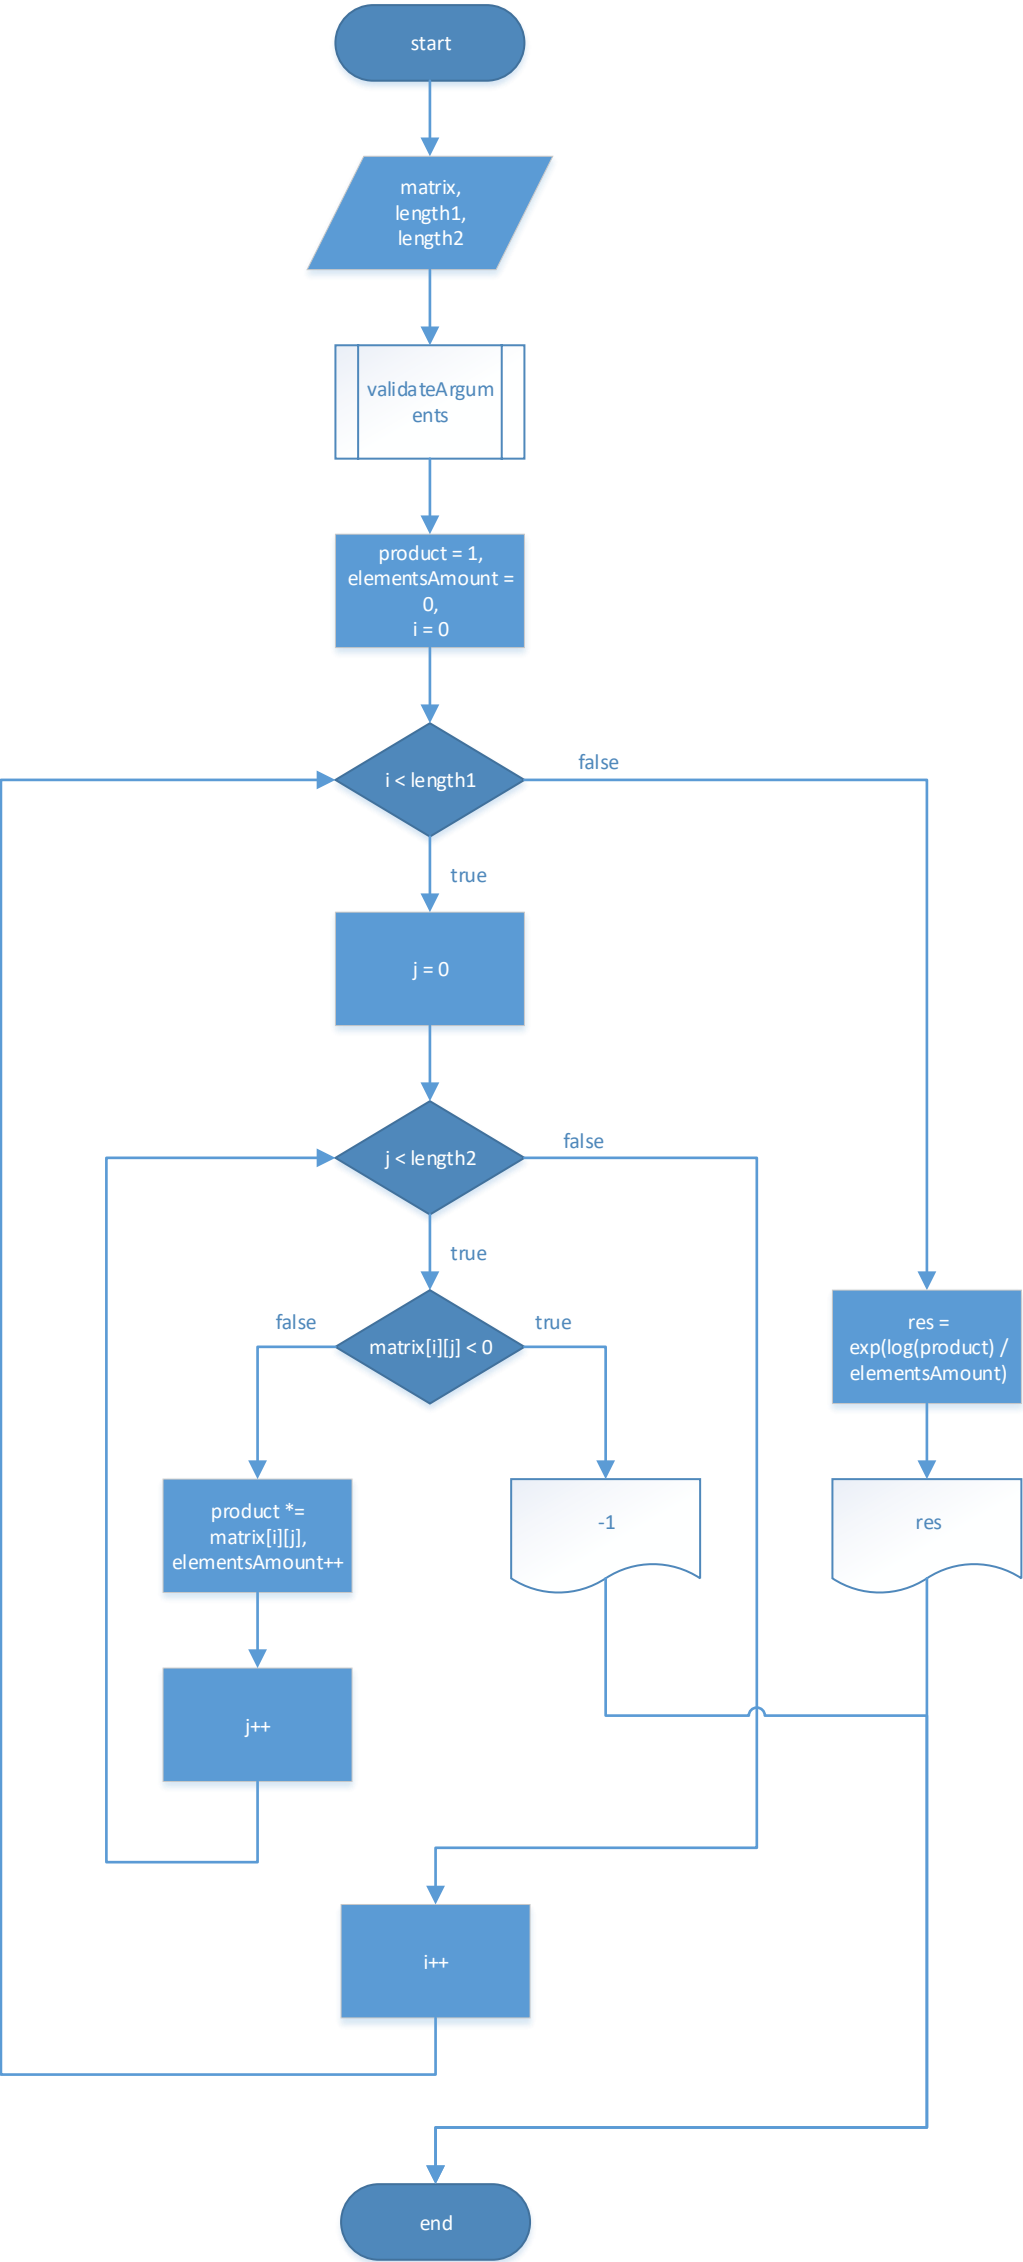 start
matrix,
length1,
length2
validateArgum
ents
product = 1,
elementsAmount =
0,
i = 0
i < length1
false
true
j = 0
j < length2
false
true
matrix[i][j] < 0
false
true
res =
exp(log(product) /
elementsAmount)
product *=
matrix[i][j],
elementsAmount++
-1
res
j++
i++
end